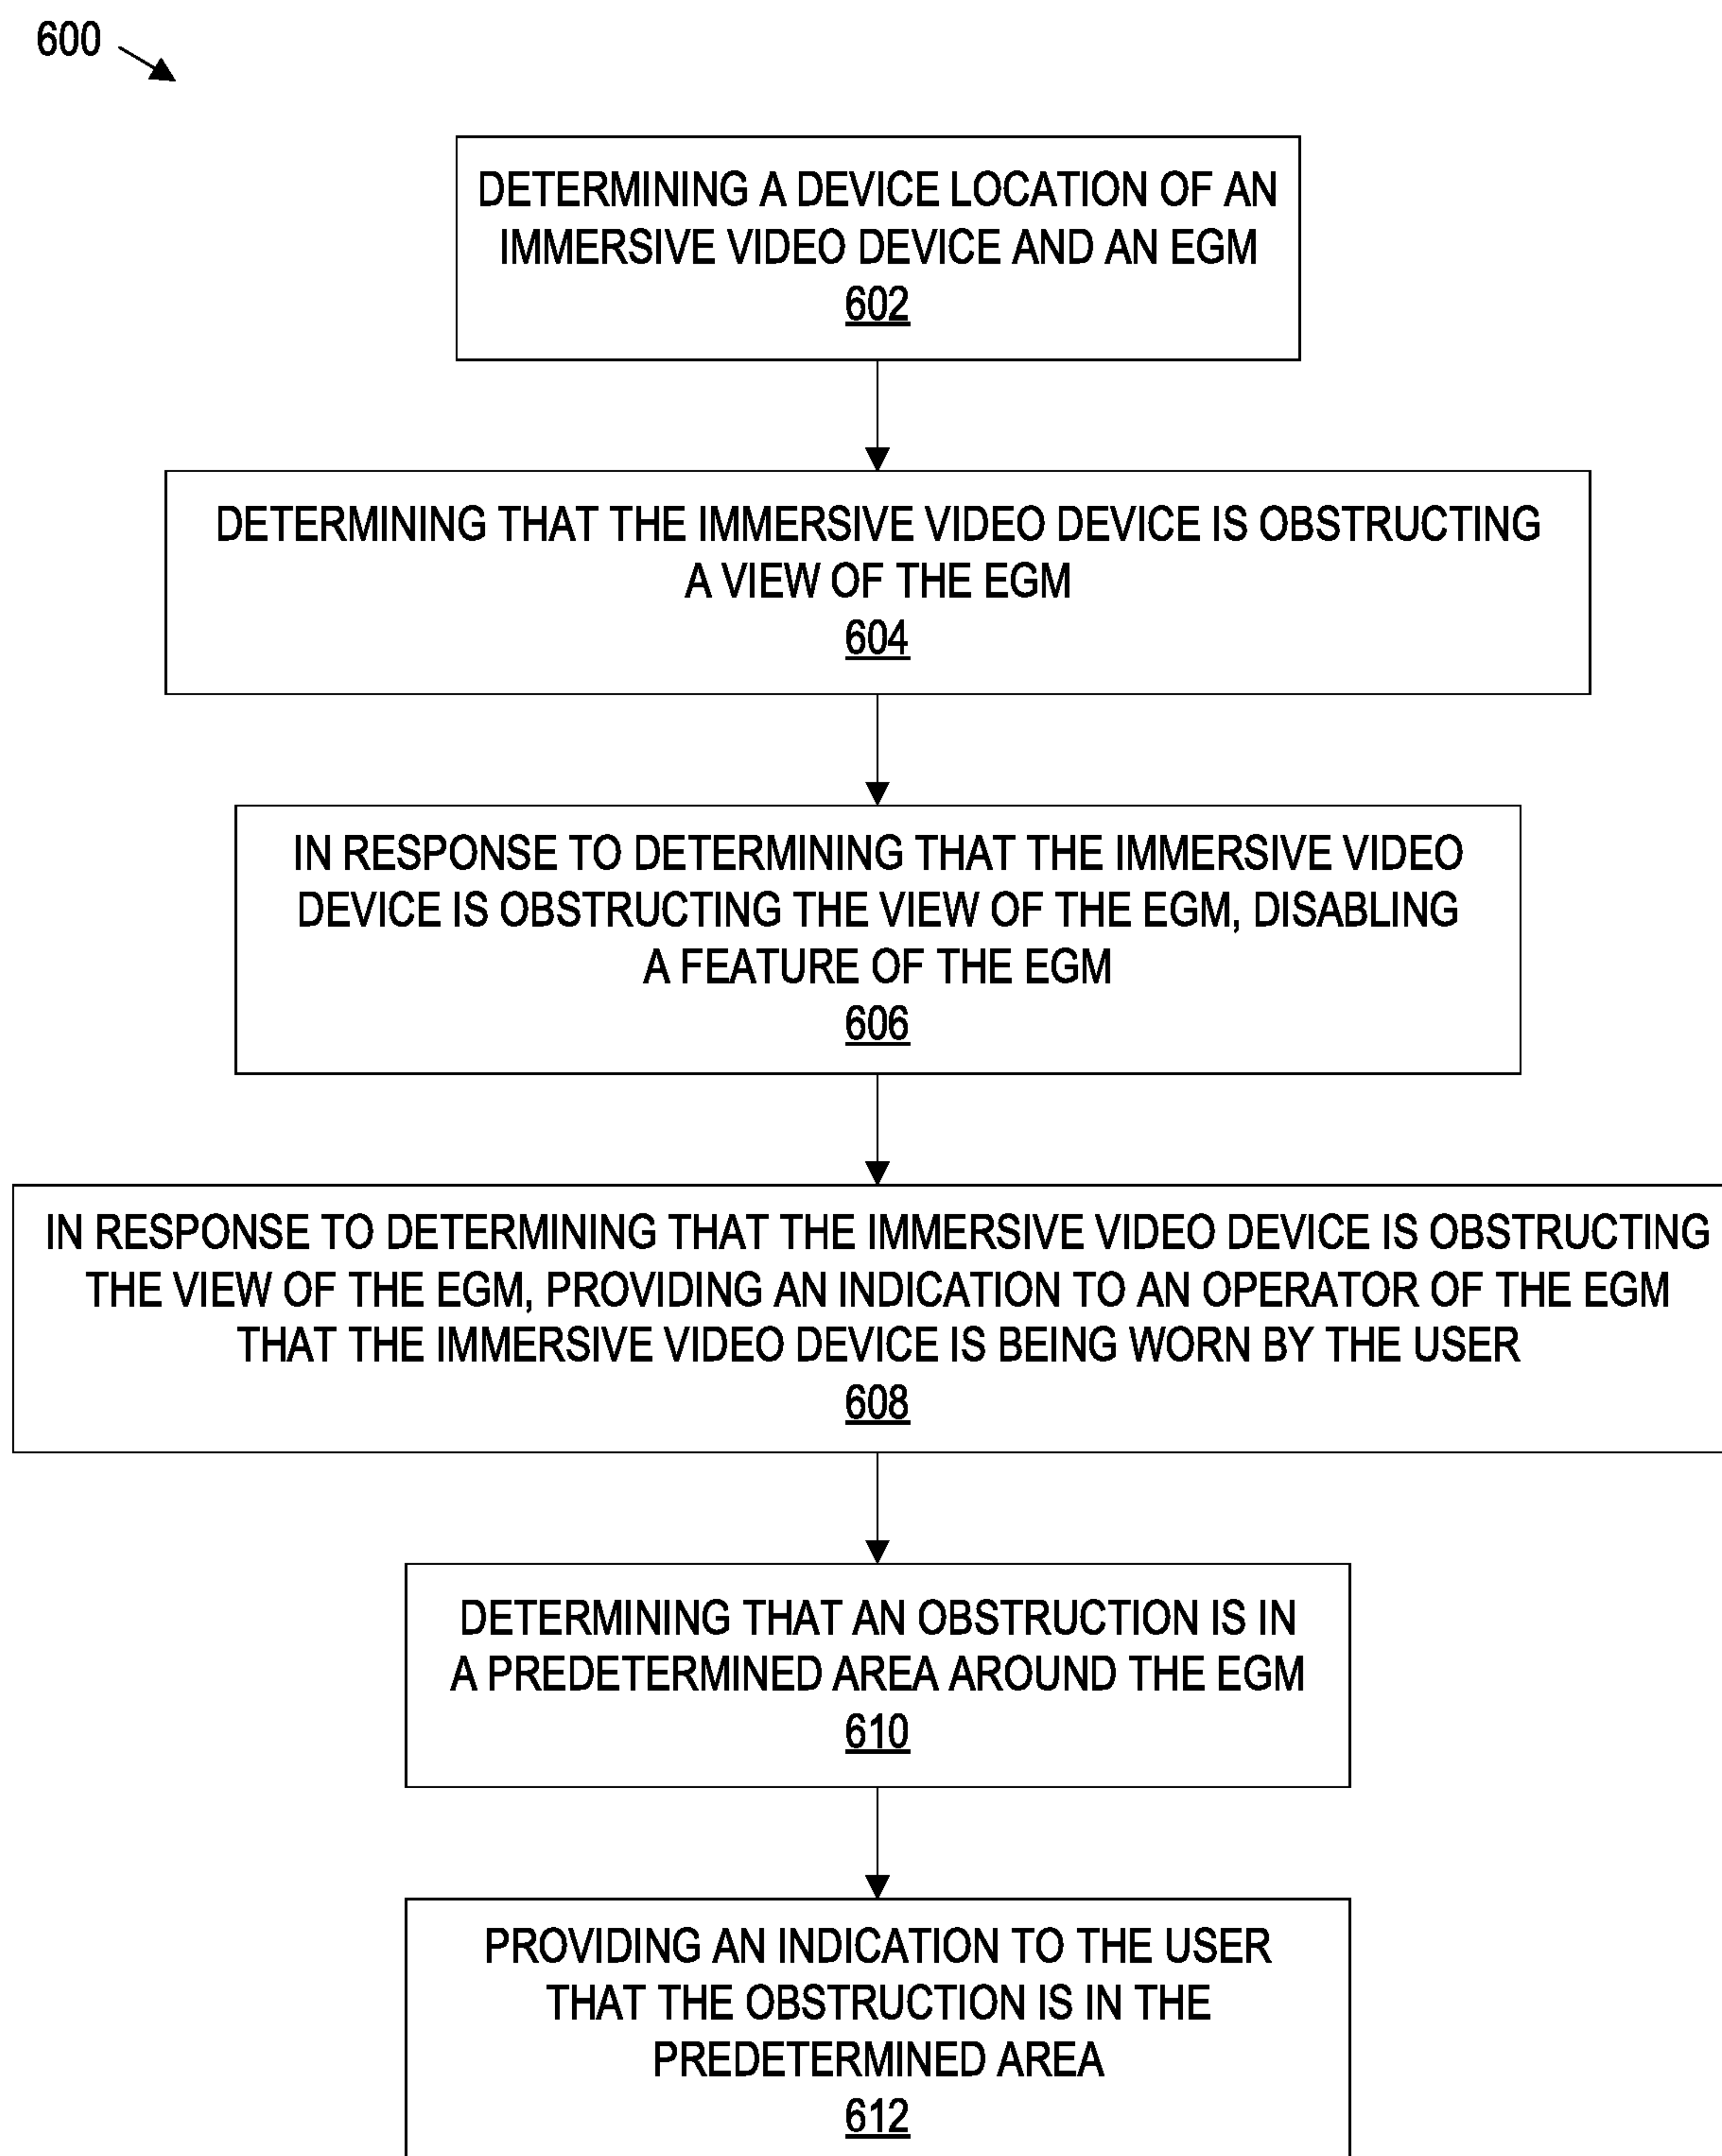 600
DETERMINING A DEVICE LOCATION OF AN
IMMERSIVE VIDEO DEVICE AND AN EGM
602
DETERMINING THAT THE IMMERSIVE VIDEO DEVICE IS OBSTRUCTING
A VIEW OF THE EGM
604
IN RESPONSE TO DETERMINING THAT THE IMMERSIVE VIDEO
DEVICE IS OBSTRUCTING THE VIEW OF THE EGM, DISABLING
A FEATURE OF THE EGM
606
IN RESPONSE TO DETERMINING THAT THE IMMERSIVE VIDEO DEVICE IS OBSTRUCTING
THE VIEW OF THE EGM, PROVIDING AN INDICATION TO AN OPERATOR OF THE EGM
THAT THE IMMERSIVE VIDEO DEVICE IS BEING WORN BY THE USER
608
DETERMINING THAT AN OBSTRUCTION IS IN
A PREDETERMINED AREA AROUND THE EGM
610
PROVIDING AN INDICATION TO THE USER
THAT THE OBSTRUCTION IS IN THE
PREDETERMINED AREA
612